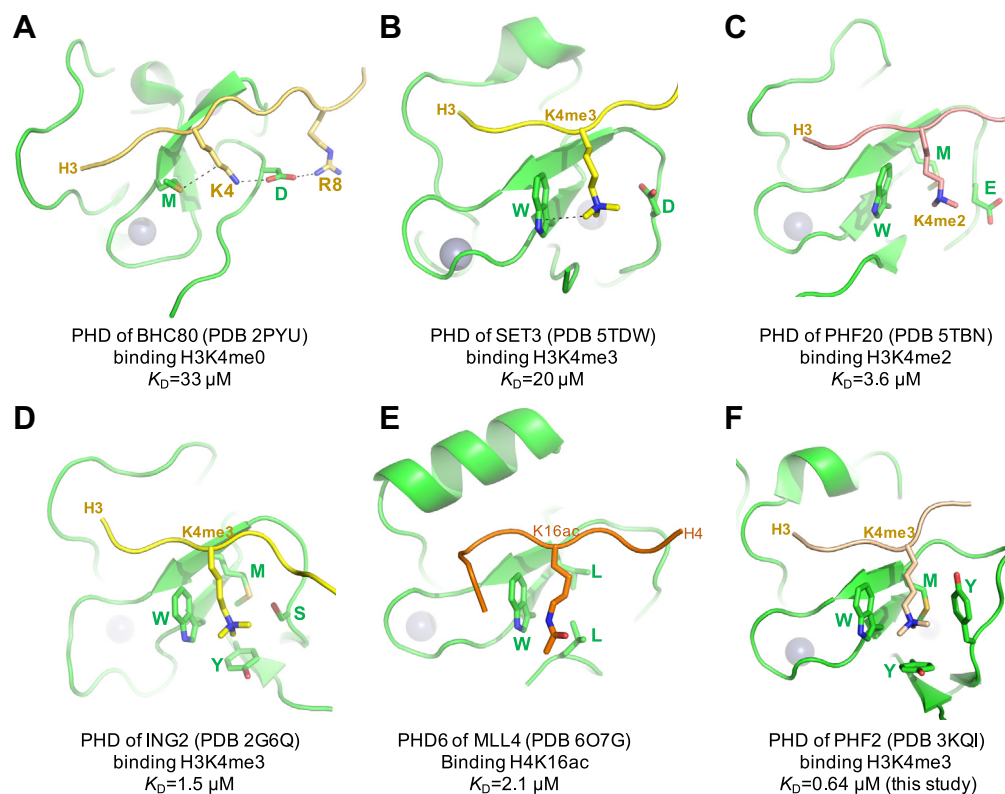 A
H3
M
K4
D
R8
PHD of BHC80 (PDB 2PYU)
binding H3K4me0
KD=33 µM
B
H3
K4me3
W
D
PHD of SET3 (PDB 5TDW)
binding H3K4me3
KD=20 µM
C
H3
M
E
W
K4me2
PHD of PHF20 (PDB 5TBN)
binding H3K4me2
KD=3.6 µM
D
H3
K4me3
M
W
S
Y
PHD of ING2 (PDB 2G6Q)
binding H3K4me3
KD=1.5 µM
E
K16ac
H4
L
W
L
PHD6 of MLL4 (PDB 6O7G)
Binding H4K16ac
KD=2.1 µM
F
H3
K4me3
M
Y
W
Y
PHD of PHF2 (PDB 3KQI)
binding H3K4me3
KD=0.64 µM (this study)